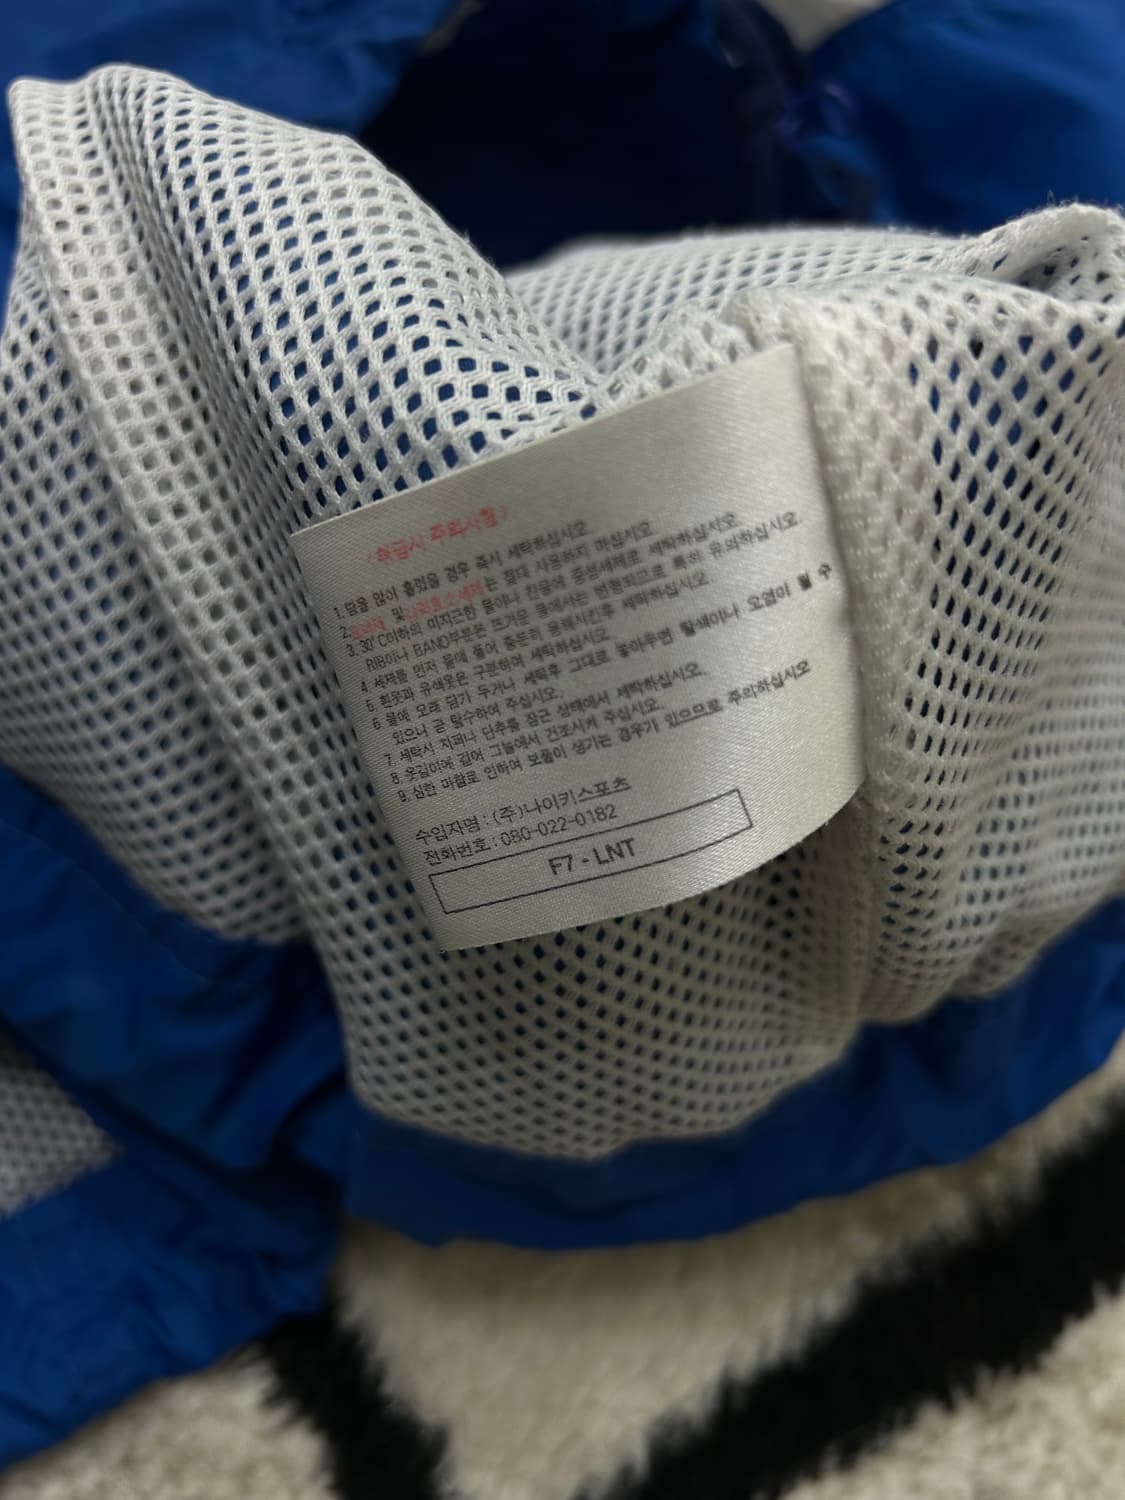 <취급시 주의사항>
1. 땀을 많이 흘렸을 경우 즉시 세탁하십시오
2. 및 는 절대 사용하지 마십시오
3. 30°C이하의 미지근한 물이나 찬물에 중성세제로 세탁하십시오
RIB이나 BAND부분은 뜨거운 물에서는 변형되므로 특히 유의하십시오.
4. 세제를 먼저 물에 풀어 충분히 용해시킨후 세탁하십시오.
5. 흰옷과 유색옷은 구분하여 세탁하십시오
6. 물에 오래 담가 두거나 세탁후 그대로 놓아두면 탈색이나 오염이 될 수
있으니 곧 탈수하여 주십시오.
7. 세탁시 지퍼나 단추를 잠근 상태에서 세탁하십시오.
8. 옷걸이에 걸어 그늘에서 건조시켜 주십시오.
9. 심한 마찰로 인하여 보풀이 생기는 경우가 있으므로 주의하십시오
수입자명 : (주)나이키스포츠
전화번호 : 080-022-0182
F7 - LNT